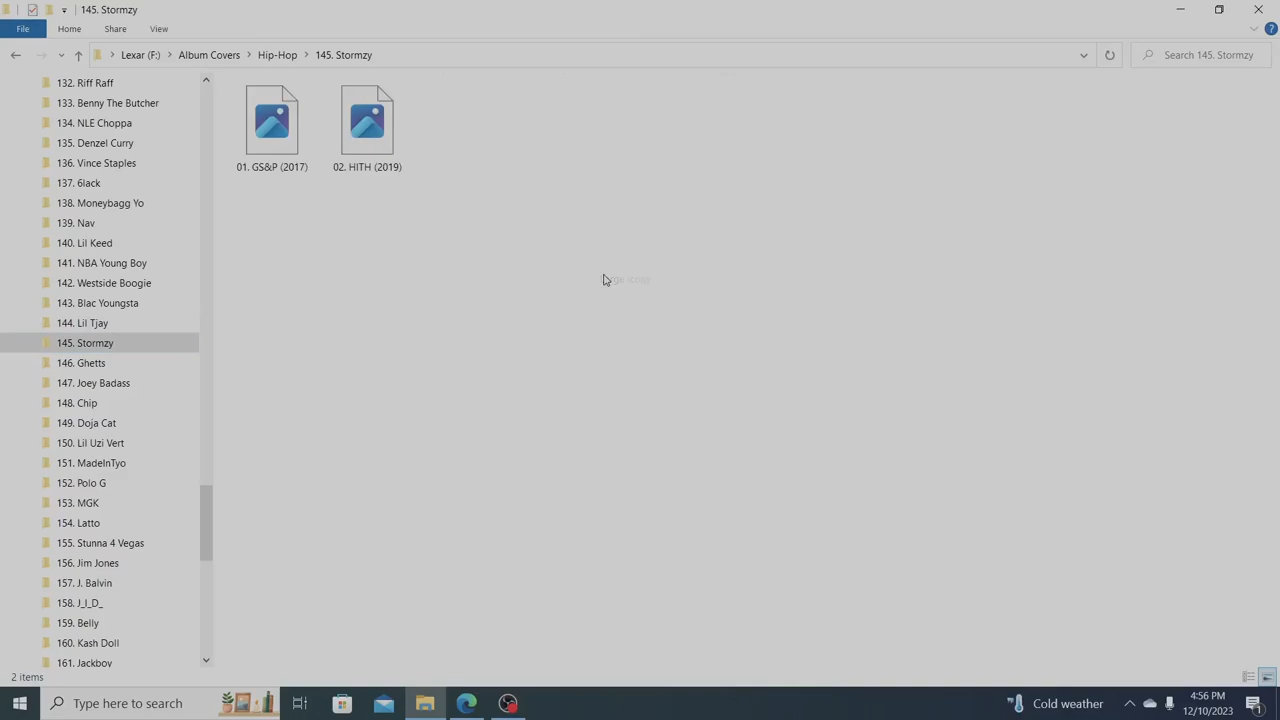 145. Stormzy
File
Home
Share
View
Lexar (F:)
Album Covers
Hip-Hop
145. Stormzy
Search 145. Stormzy
132. Riff Raff
133. Benny The Butcher
134. NLE Choppa
135. Denzel Curry
136. Vince Staples
137. 6lack
138. Moneybagg Yo
139. Nav
140. Lil Keed
141. NBA Young Boy
142. Westside Boogie
143. Blac Youngsta
144. Lil Tjay
145. Stormzy
146. Ghetts
147. Joey Badass
148. Chip
149. Doja Cat
150. Lil Uzi Vert
151. MadeInTyo
152. Polo G
153. MGK
154. Latto
155. Stunna 4 Vegas
156. Jim Jones
157. J. Balvin
158. J_I_D_
159. Belly
160. Kash Doll
161. Jackboy
01. GS&P (2017)
02. HITH (2019)
2 items
Type here to search
Cold weather
4:56 PM
12/10/2023
1